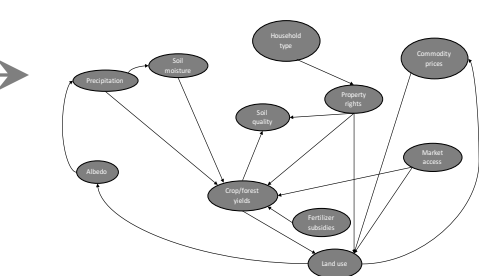 Household
type
Commodity
prices
Soil
moisture
Precipitation
Property
rights
Soil
quality
Market
access
Albedo
Crop/forest
yields
Fertilizer
subsidies
Land use